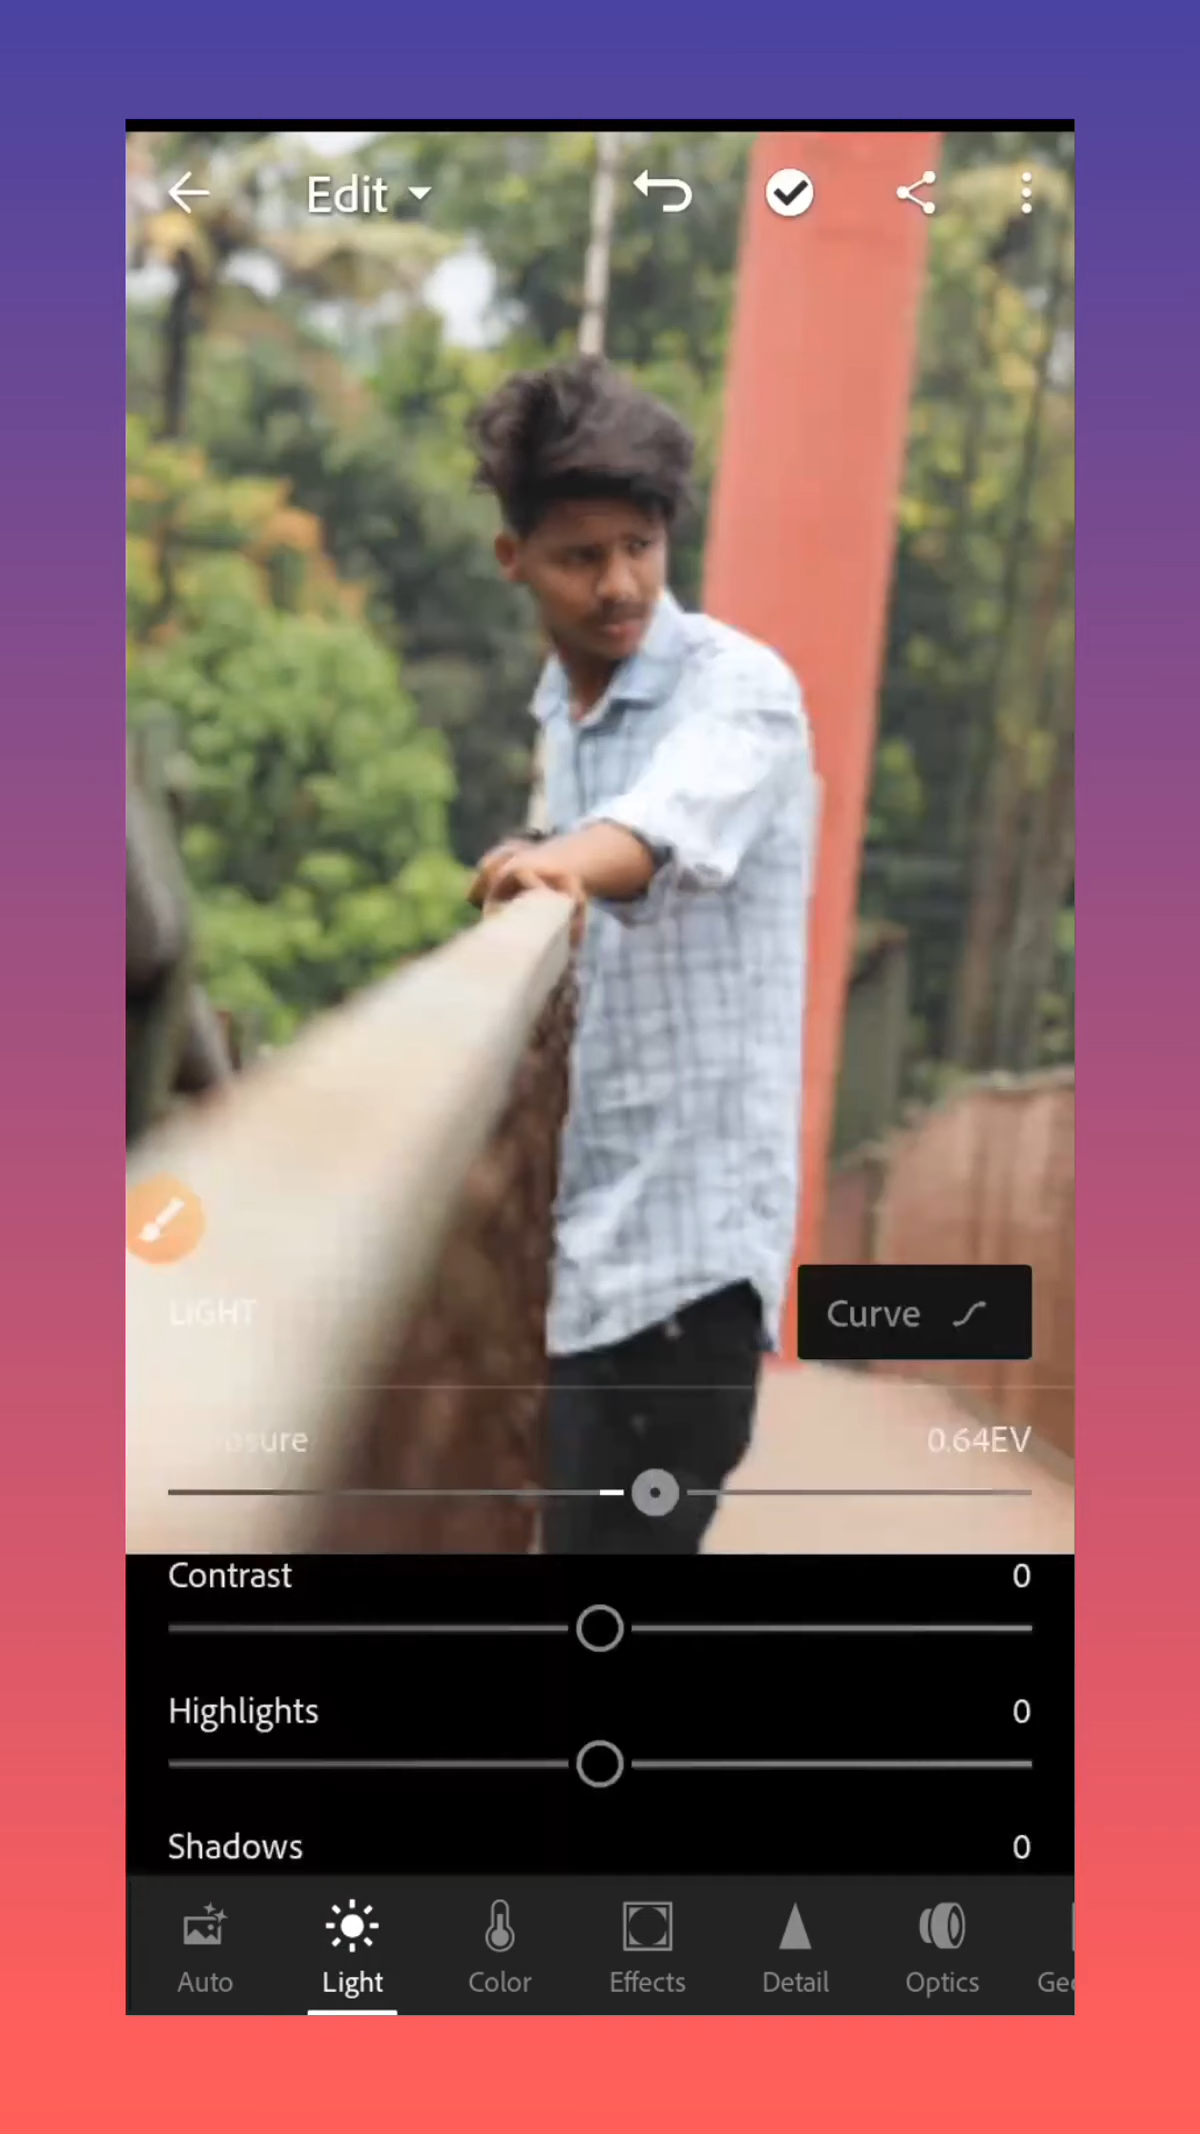 Edit
LIGHT
Curve
0.64EV
Contrast 0
Highlights 0
Shadows 0
Auto Light Color Effects Detail Optics